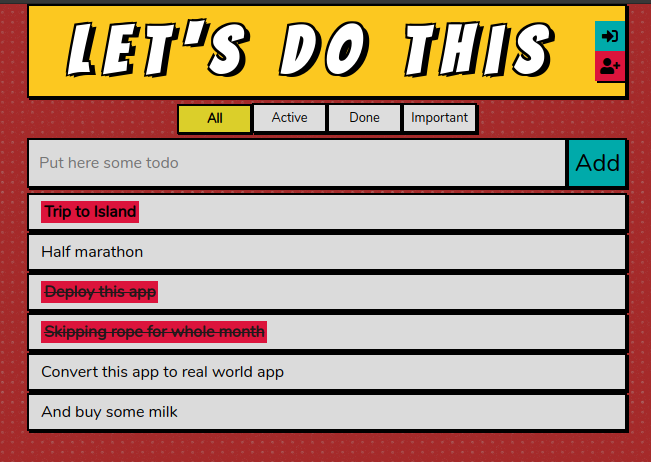 LET'S DO THIS
All Active Done Important
Put here some todo Add
Trip to Island
Half marathon
Deploy this app
Skipping rope for whole month
Convert this app to real world app
And buy some milk